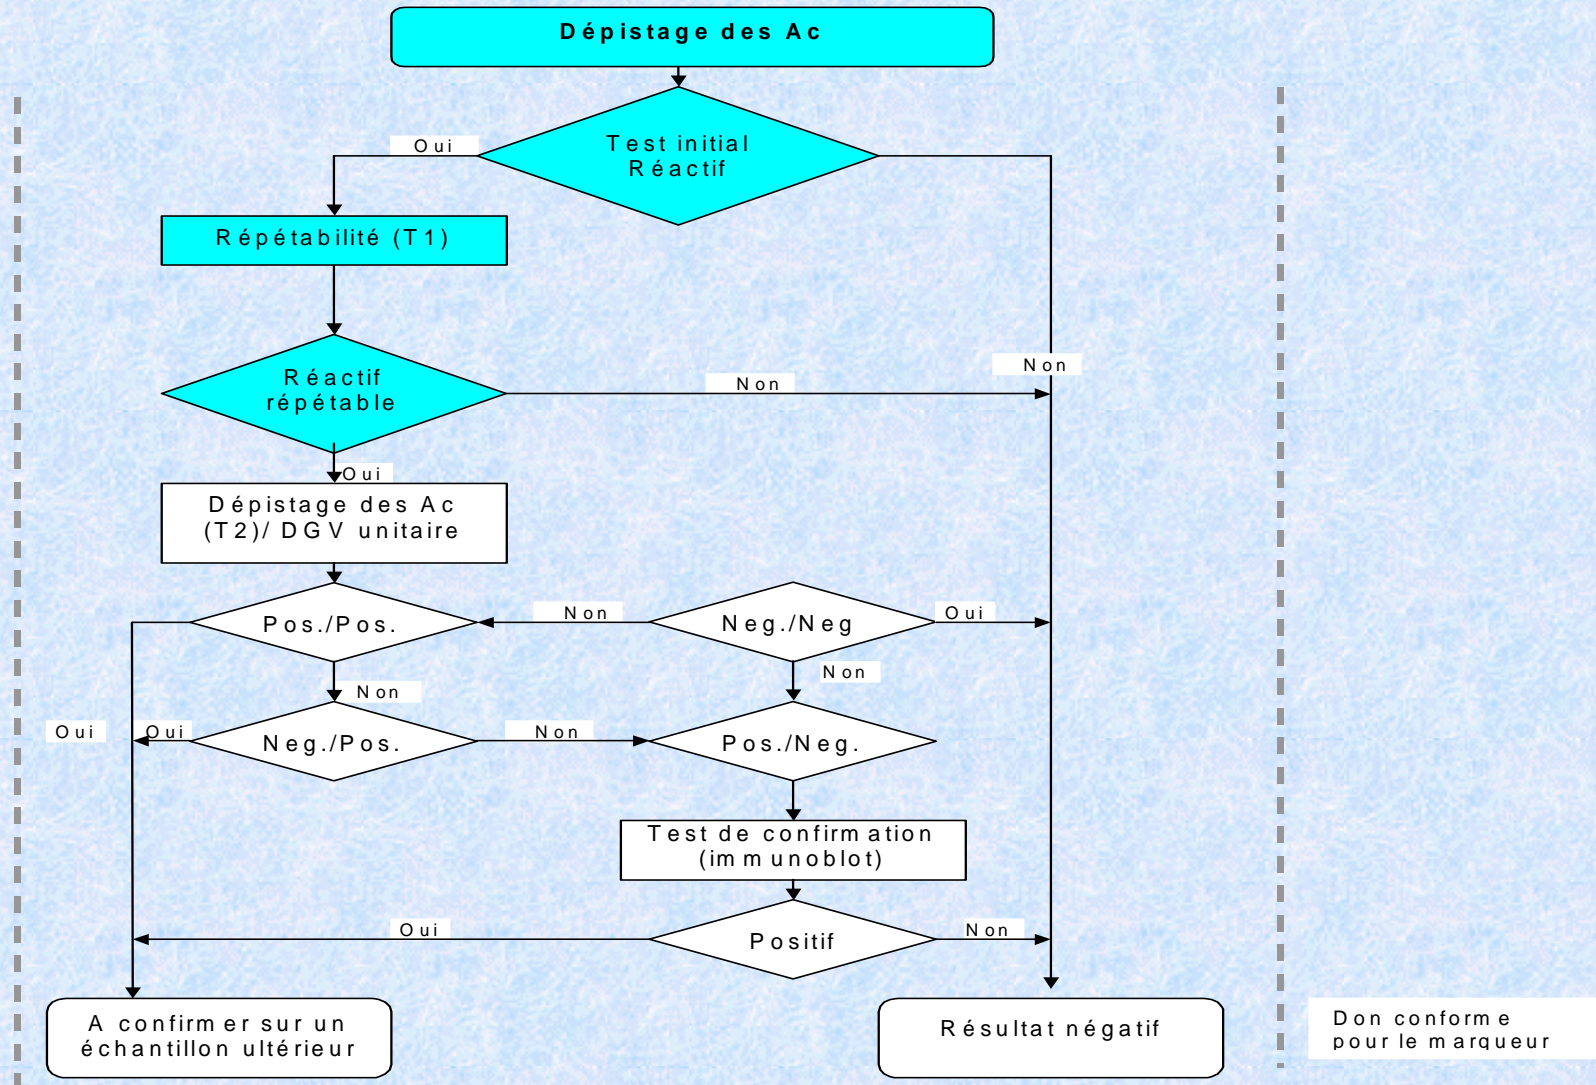 Dépistage des Ac
Oui
Test initial
Réactif
Répétabilité (T1)
Non
Réactif
répétable
Non
Oui
Dépistage des Ac
(T2)/ DGV unitaire
Pos./Pos.
Non
Neg./Neg
Oui
Non
Non
Oui
Oui
Neg./Pos.
Non
Pos./Neg.
Test de confirmation
(immunoblot)
Oui
Positif
Non
A confirmer sur un
échantillon ultérieur
Résultat négatif
Don conforme
pour le marqueur